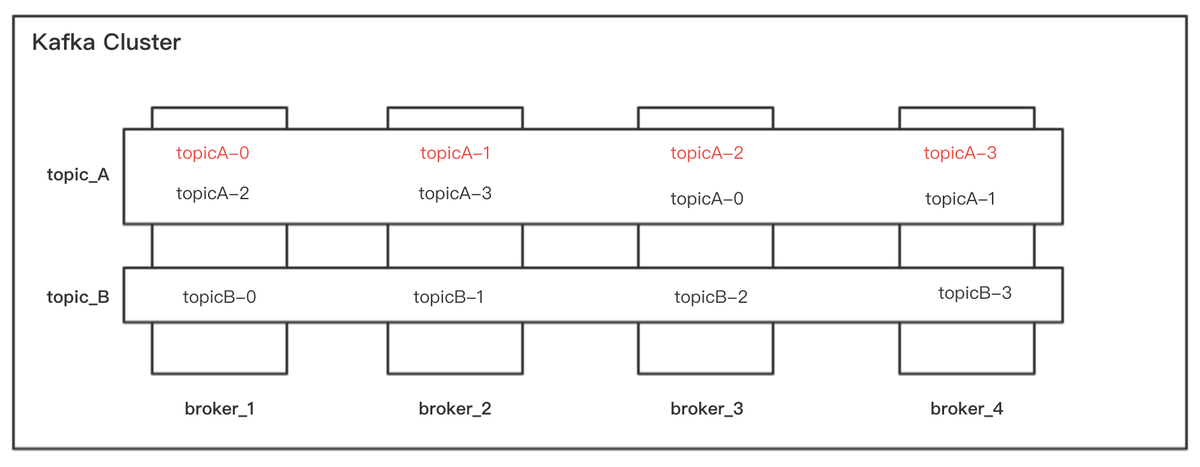 Kafka Cluster
topicA–0 topicA–1 topicA–2 topicA–3
topic_A
topicA–2 topicA–3 topicA–0 topicA–1
topic_B topicB–0 topicB–1 topicB–2 topicB–3
broker_1 broker_2 broker_3 broker_4